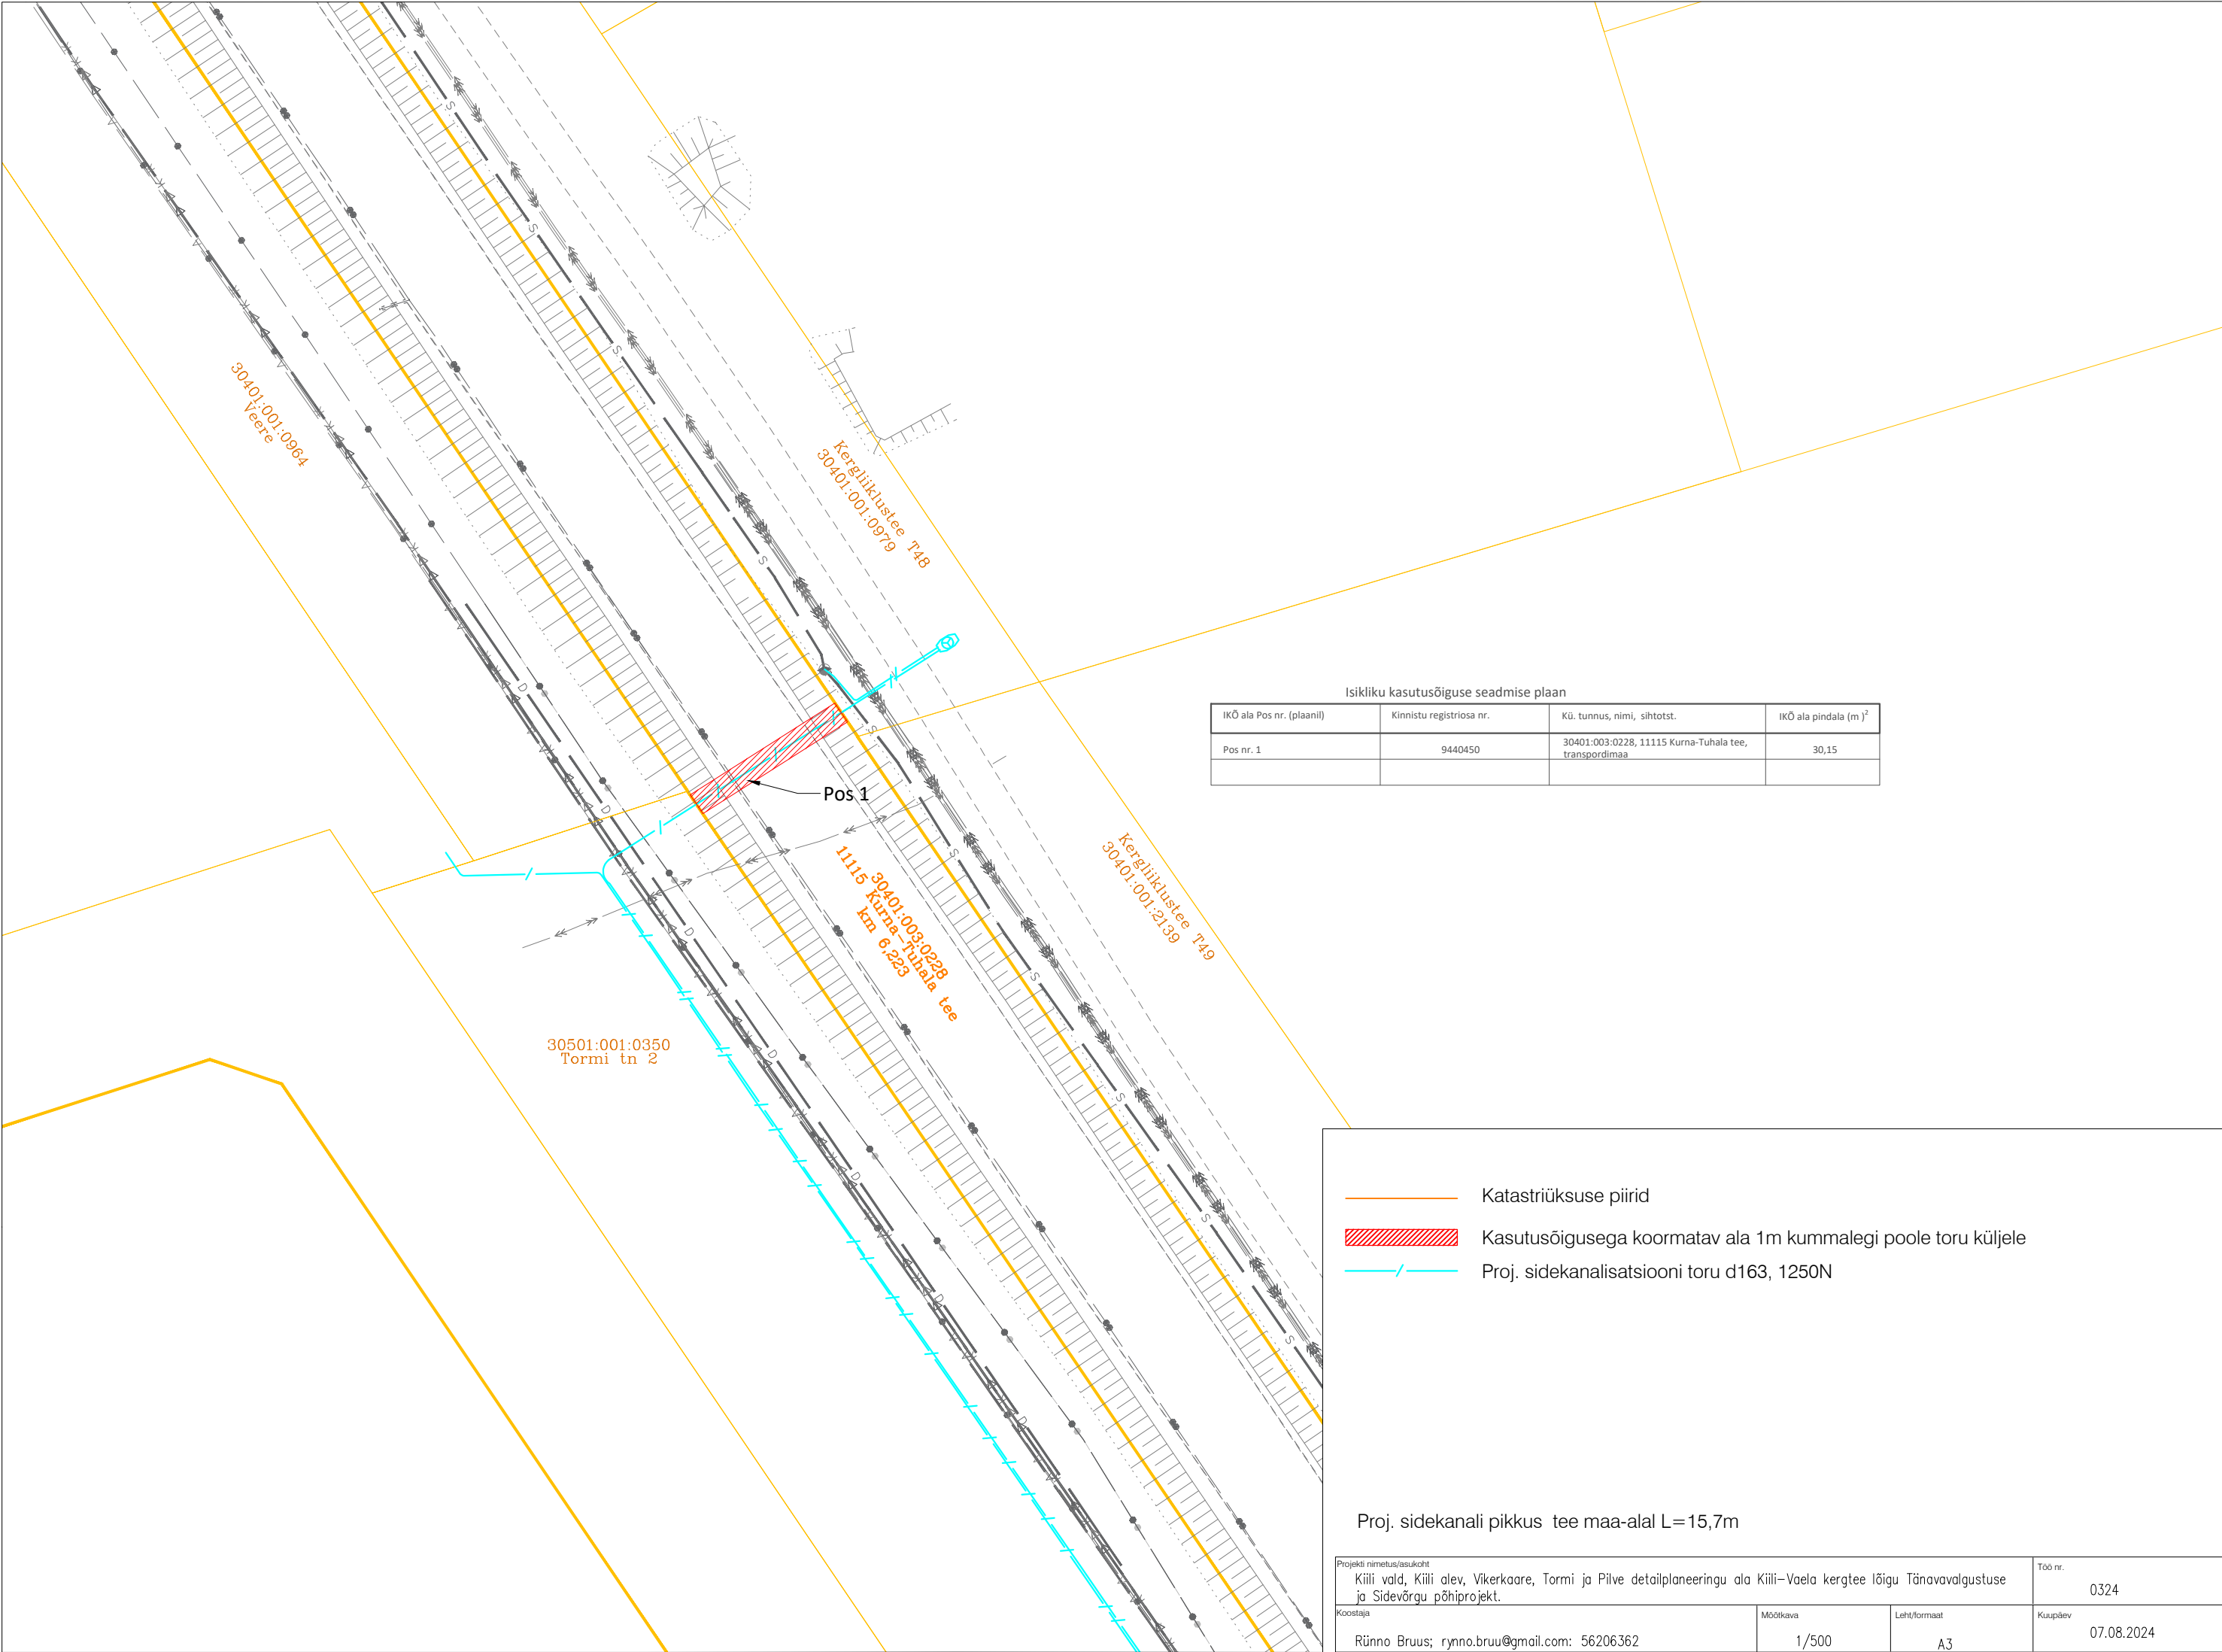 30401:001:0964
Veere
Kergliiklustee T48
30401:001:0979
Isikliku kasutusõiguse seadmise plaan
IKÕ ala Pos nr. (plaanil)
Kinnistu registriosa nr.
Kü. tunnus, nimi, sihtotst.
IKÕ ala pindala (m )2
Pos nr. 1
9440450
30401:003:0228, 11115 Kurna-Tuhala tee,
transpordimaa
30,15
Pos 1
Kergliiklustee T49
30401:001:2139
30401:003:0228
11115 Kurna-Tuhala tee
km 6,223
30501:001:0350
Tormi tn 2
S
S
S
S
S
S
S
S
S
S
D
D
D
D
D
D
D
Katastriüksuse piirid
Kasutusõigusega koormatav ala 1m kummalegi poole toru küljele
Proj. sidekanalisatsiooni toru d163, 1250N
Proj. sidekanali pikkus tee maa-alal L=15,7m
Projekti nimetus/asukoht
Kiili vald, Kiili alev, Vikerkaare, Tormi ja Pilve detailplaneeringu ala Kiili-Vaela kergtee lõigu Tänavavalgustuse
ja Sidevõrgu põhiprojekt.
Töö nr.
0324
Koostaja
Rünno Bruus; rynno.bruu@gmail.com: 56206362
Mõõtkava
1/500
Leht/formaat
A3
Kuupäev
07.08.2024